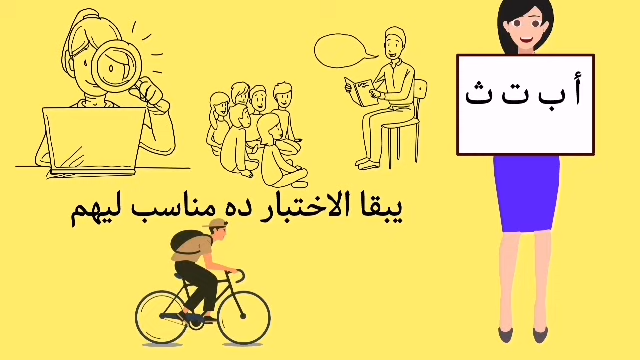 أ ب ت ث
يبقا الاختبار ده مناسب ليهم